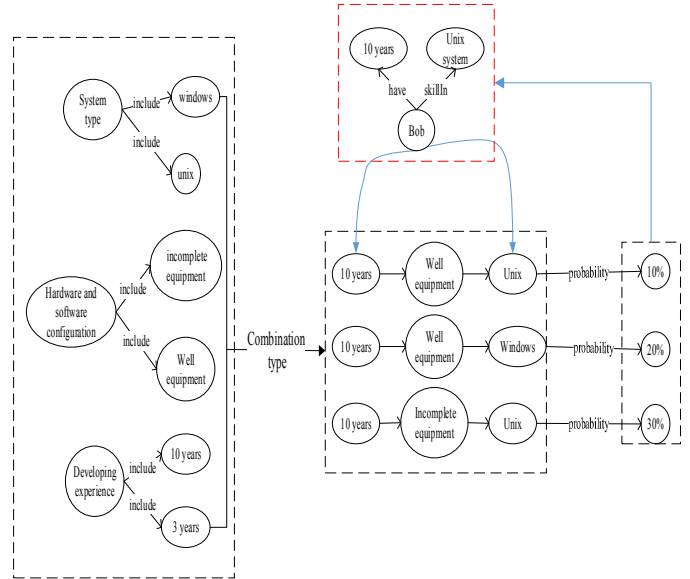 System
type
include
windows
include
unix
Hardware and
software
configuration
include
incomplete
equipment
include
Well
equipment
Developing
experience
include
10 years
include
3 years
Combination
type
10 years
Unix
system
have
skillIn
Bob
10 years
Well
equipment
Unix
probability
10%
10 years
Well
equipment
Windows
probability
20%
10 years
Incomplete
equipment
Unix
probability
30%